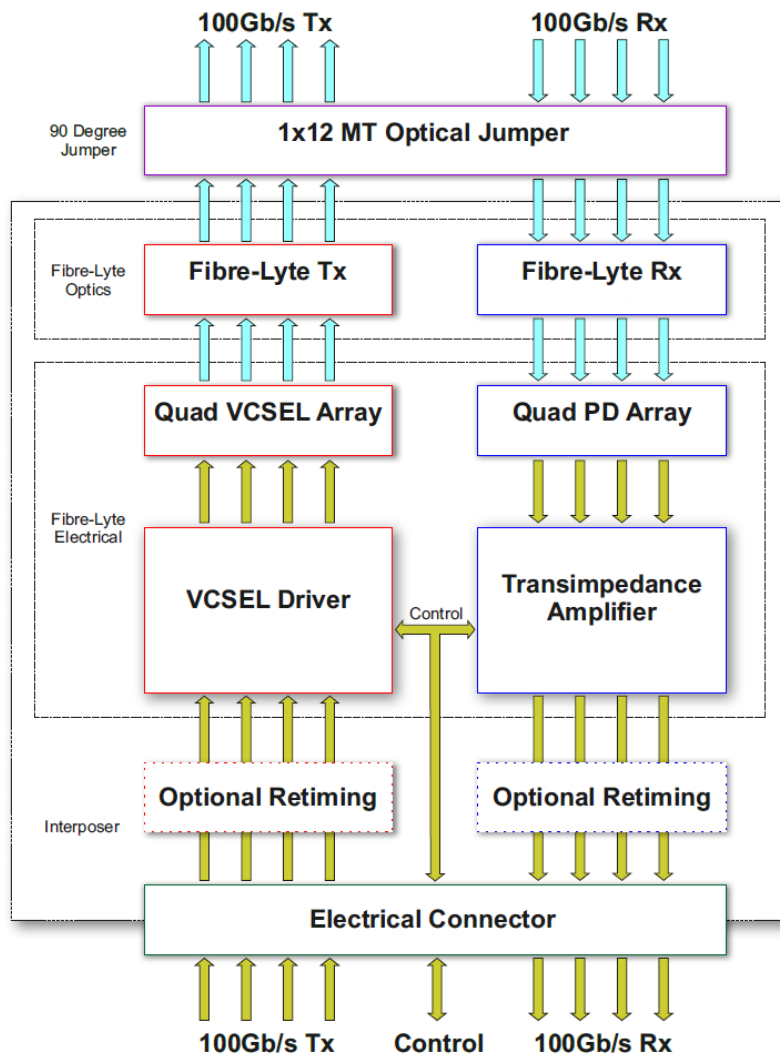 100Gb/s Tx
100Gb/s Rx
90 Degree
Jumper
1x12 MT Optical Jumper
Fibre-Lyte
Optics
Fibre-Lyte Tx
Fibre-Lyte Rx
Quad VCSEL Array
Quad PD Array
Fibre-Lyte
Electrical
VCSEL Driver
Control
Transimpedance
Amplifier
Optional Retiming
Optional Retiming
Interposer
Electrical Connector
100Gb/s Tx
Control
100Gb/s Rx